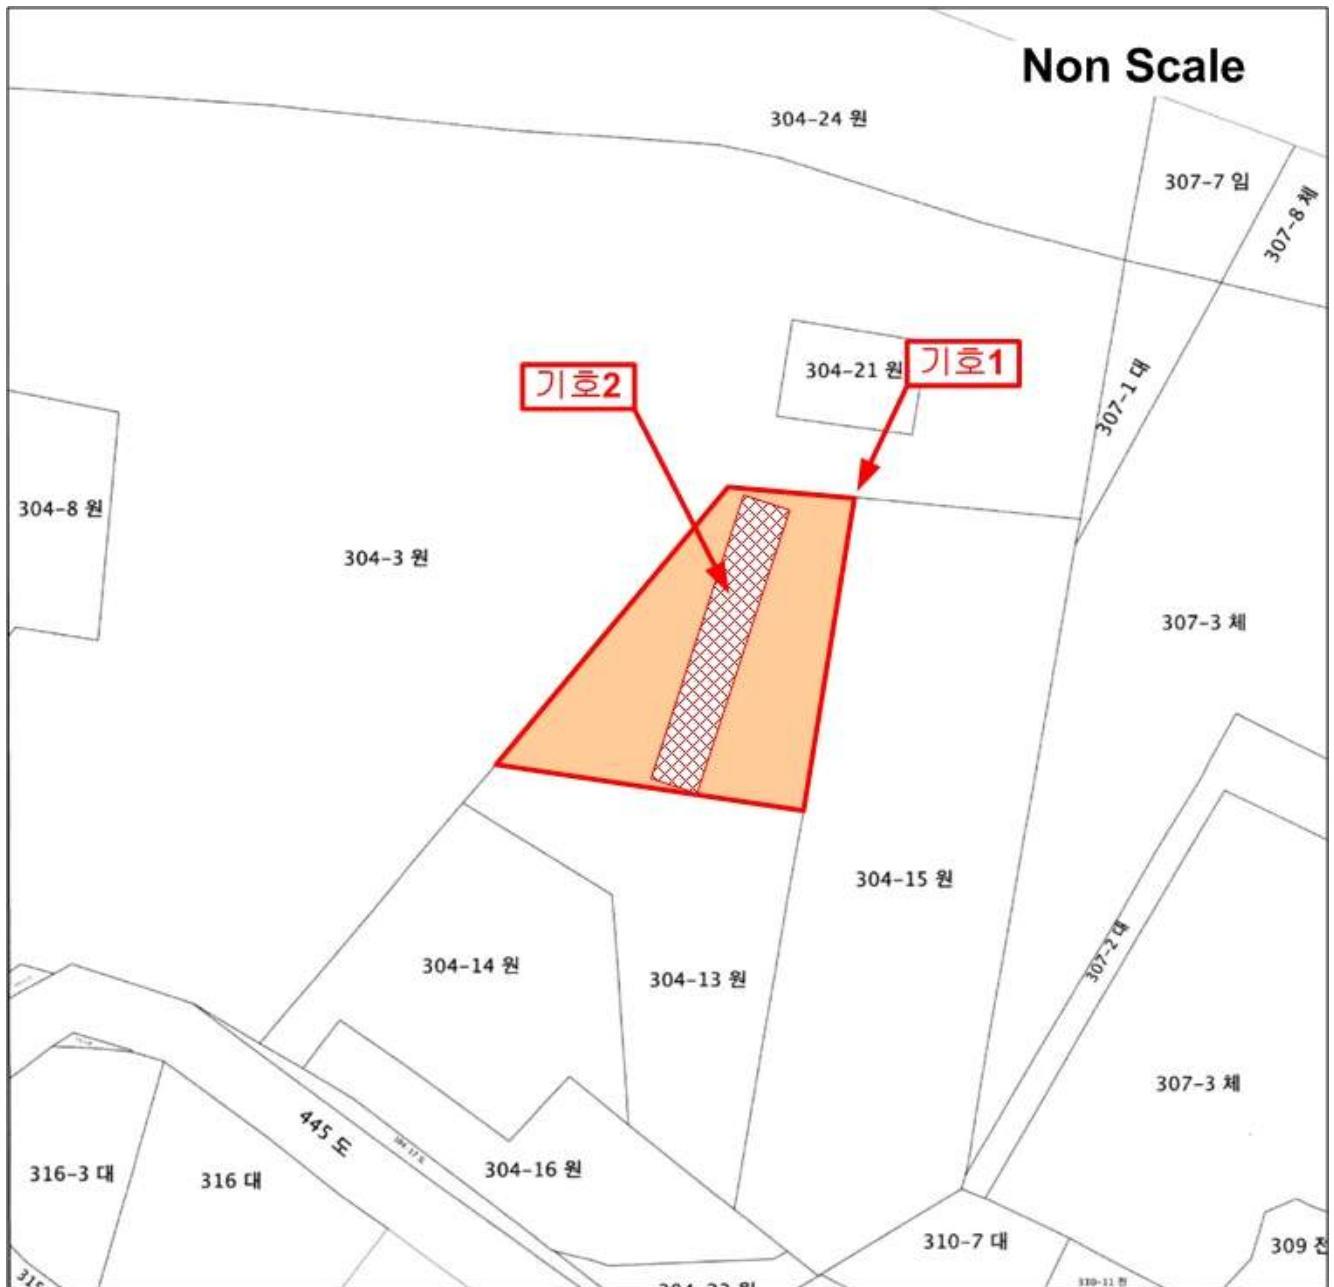 Non Scale
304-24 원
307-7 임
307-8 체
304-21 원
기호1
기호2
307-1 대
304-8 원
304-3 원
307-3 체
304-15 원
307-2 대
304-14 원
304-13 원
307-3 체
445 도
304-16 원
316-3 대
316 대
310-7 대
309 전